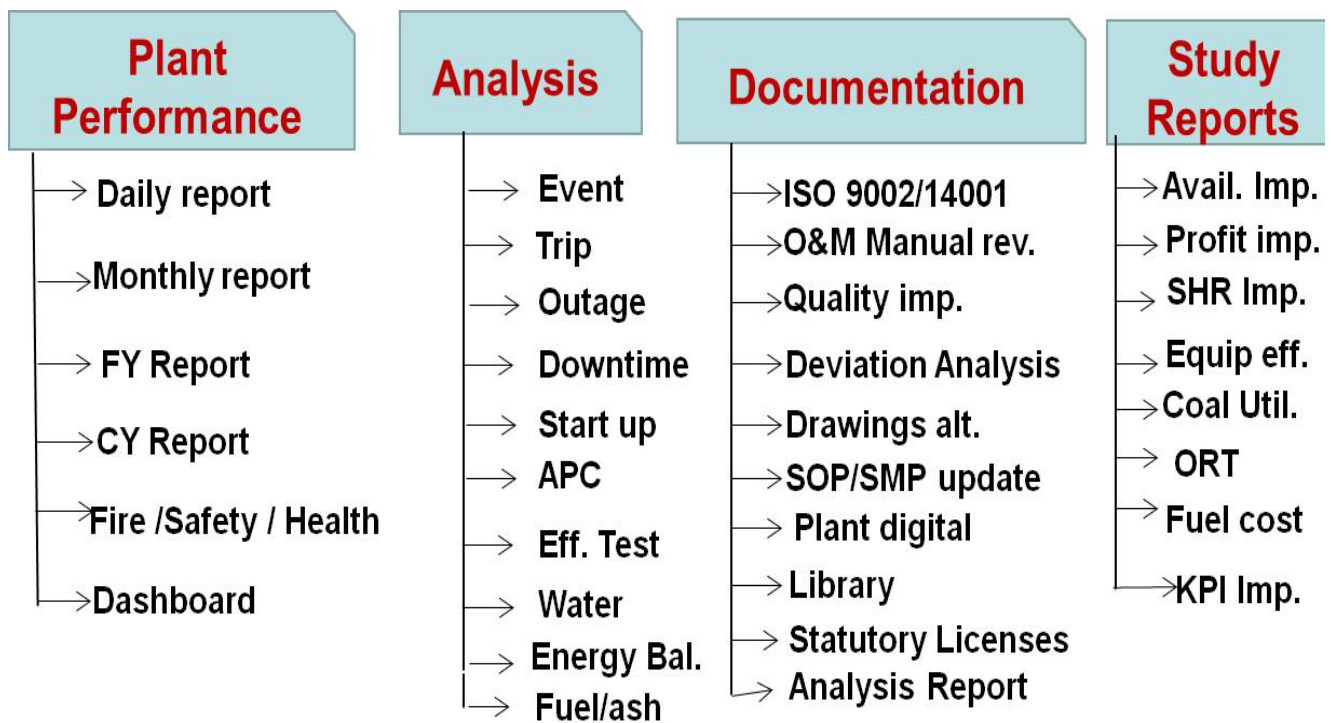 Plant
Performance
Daily report
Monthly report
FY Report
CY Report
Fire /Safety / Health
Dashboard
Analysis
Event
Trip
Outage
Downtime
Start up
APC
Eff. Test
Water
Energy Bal.
Fuel/ash
Documentation
ISO 9002/14001
O&M Manual rev.
Quality imp.
Deviation Analysis
Drawings alt.
SOP/SMP update
Plant digital
Library
Statutory Licenses
Analysis Report
Study
Reports
Avail. Imp.
Profit imp.
SHR Imp.
Equip eff.
Coal Util.
ORT
Fuel cost
KPI Imp.